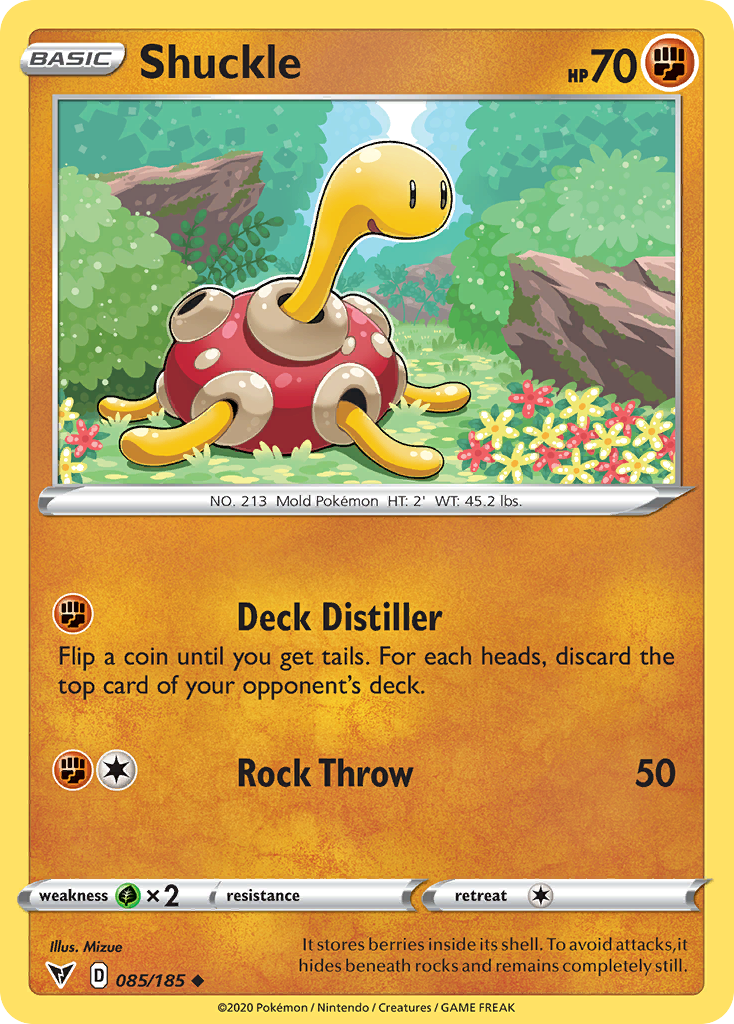 BASIC Shuckle HP 70
NO. 213 Mold Pokémon HT: 2' WT: 45.2 lbs.
Deck Distiller
Flip a coin until you get tails. For each heads, discard the
top card of your opponent's deck.
Rock Throw 50
weakness ×2 resistance retreat
Illus. Mizue
It stores berries inside its shell. To avoid attacks, it
hides beneath rocks and remains completely still.
D 085/185
©2020 Pokémon / Nintendo / Creatures / GAME FREAK